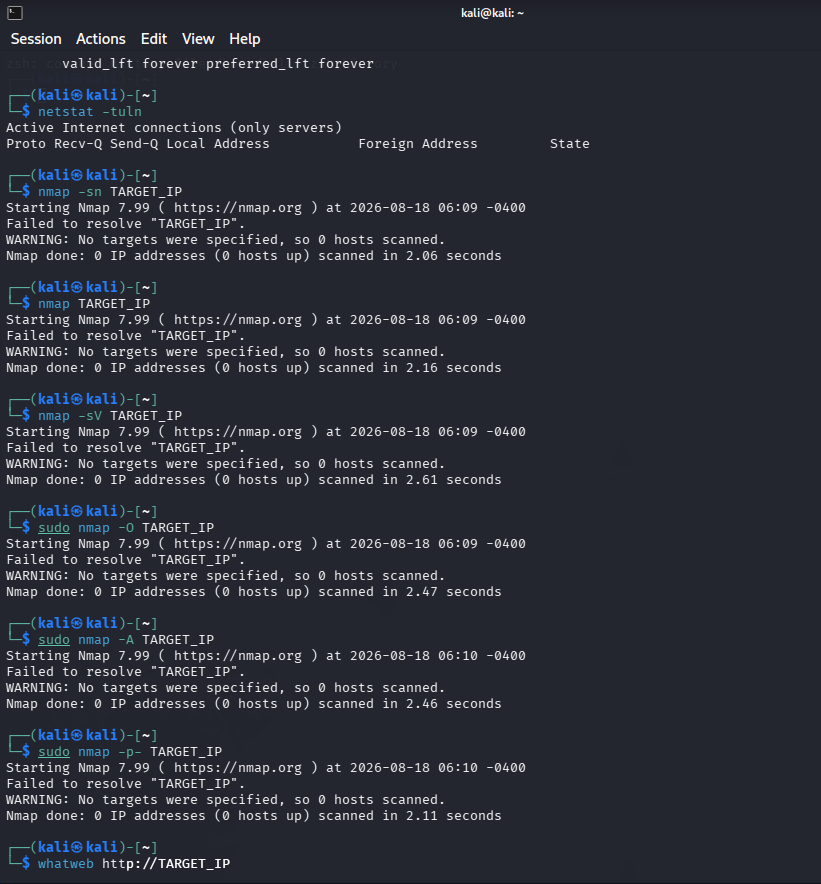 kali@kali: ~
Session Actions Edit View Help
valid_lft forever preferred_lft forever
┌──(kali㉿kali)-[~]
└─$ netstat -tuln
Active Internet connections (only servers)
Proto Recv-Q Send-Q Local Address           Foreign Address         State
┌──(kali㉿kali)-[~]
└─$ nmap -sn TARGET_IP
Starting Nmap 7.99 ( https://nmap.org ) at 2026-08-18 06:09 -0400
Failed to resolve "TARGET_IP".
WARNING: No targets were specified, so 0 hosts scanned.
Nmap done: 0 IP addresses (0 hosts up) scanned in 2.06 seconds
┌──(kali㉿kali)-[~]
└─$ nmap TARGET_IP
Starting Nmap 7.99 ( https://nmap.org ) at 2026-08-18 06:09 -0400
Failed to resolve "TARGET_IP".
WARNING: No targets were specified, so 0 hosts scanned.
Nmap done: 0 IP addresses (0 hosts up) scanned in 2.16 seconds
┌──(kali㉿kali)-[~]
└─$ nmap -sV TARGET_IP
Starting Nmap 7.99 ( https://nmap.org ) at 2026-08-18 06:09 -0400
Failed to resolve "TARGET_IP".
WARNING: No targets were specified, so 0 hosts scanned.
Nmap done: 0 IP addresses (0 hosts up) scanned in 2.61 seconds
┌──(kali㉿kali)-[~]
└─$ sudo nmap -O TARGET_IP
Starting Nmap 7.99 ( https://nmap.org ) at 2026-08-18 06:09 -0400
Failed to resolve "TARGET_IP".
WARNING: No targets were specified, so 0 hosts scanned.
Nmap done: 0 IP addresses (0 hosts up) scanned in 2.47 seconds
┌──(kali㉿kali)-[~]
└─$ sudo nmap -A TARGET_IP
Starting Nmap 7.99 ( https://nmap.org ) at 2026-08-18 06:10 -0400
Failed to resolve "TARGET_IP".
WARNING: No targets were specified, so 0 hosts scanned.
Nmap done: 0 IP addresses (0 hosts up) scanned in 2.46 seconds
┌──(kali㉿kali)-[~]
└─$ sudo nmap -p- TARGET_IP
Starting Nmap 7.99 ( https://nmap.org ) at 2026-08-18 06:10 -0400
Failed to resolve "TARGET_IP".
WARNING: No targets were specified, so 0 hosts scanned.
Nmap done: 0 IP addresses (0 hosts up) scanned in 2.11 seconds
┌──(kali㉿kali)-[~]
└─$ whatweb http://TARGET_IP